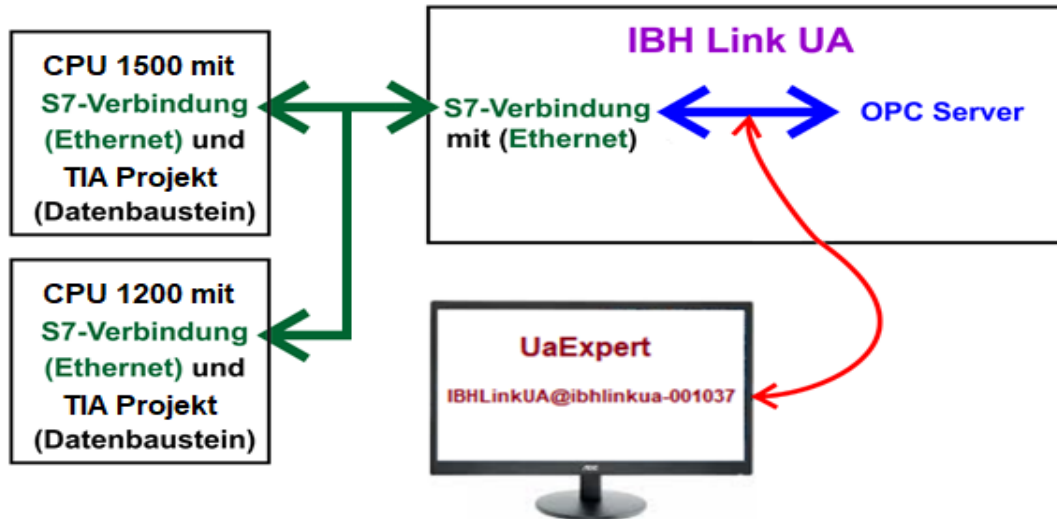 CPU 1500 mit
S7-Verbindung
(Ethernet) und
TIA Projekt
(Datenbaustein)
IBH Link UA
S7-Verbindung
mit (Ethernet)
OPC Server
CPU 1200 mit
S7-Verbindung
(Ethernet) und
TIA Projekt
(Datenbaustein)
UaExpert
IBHLinkUA@ibhlinkua-001037
AOC